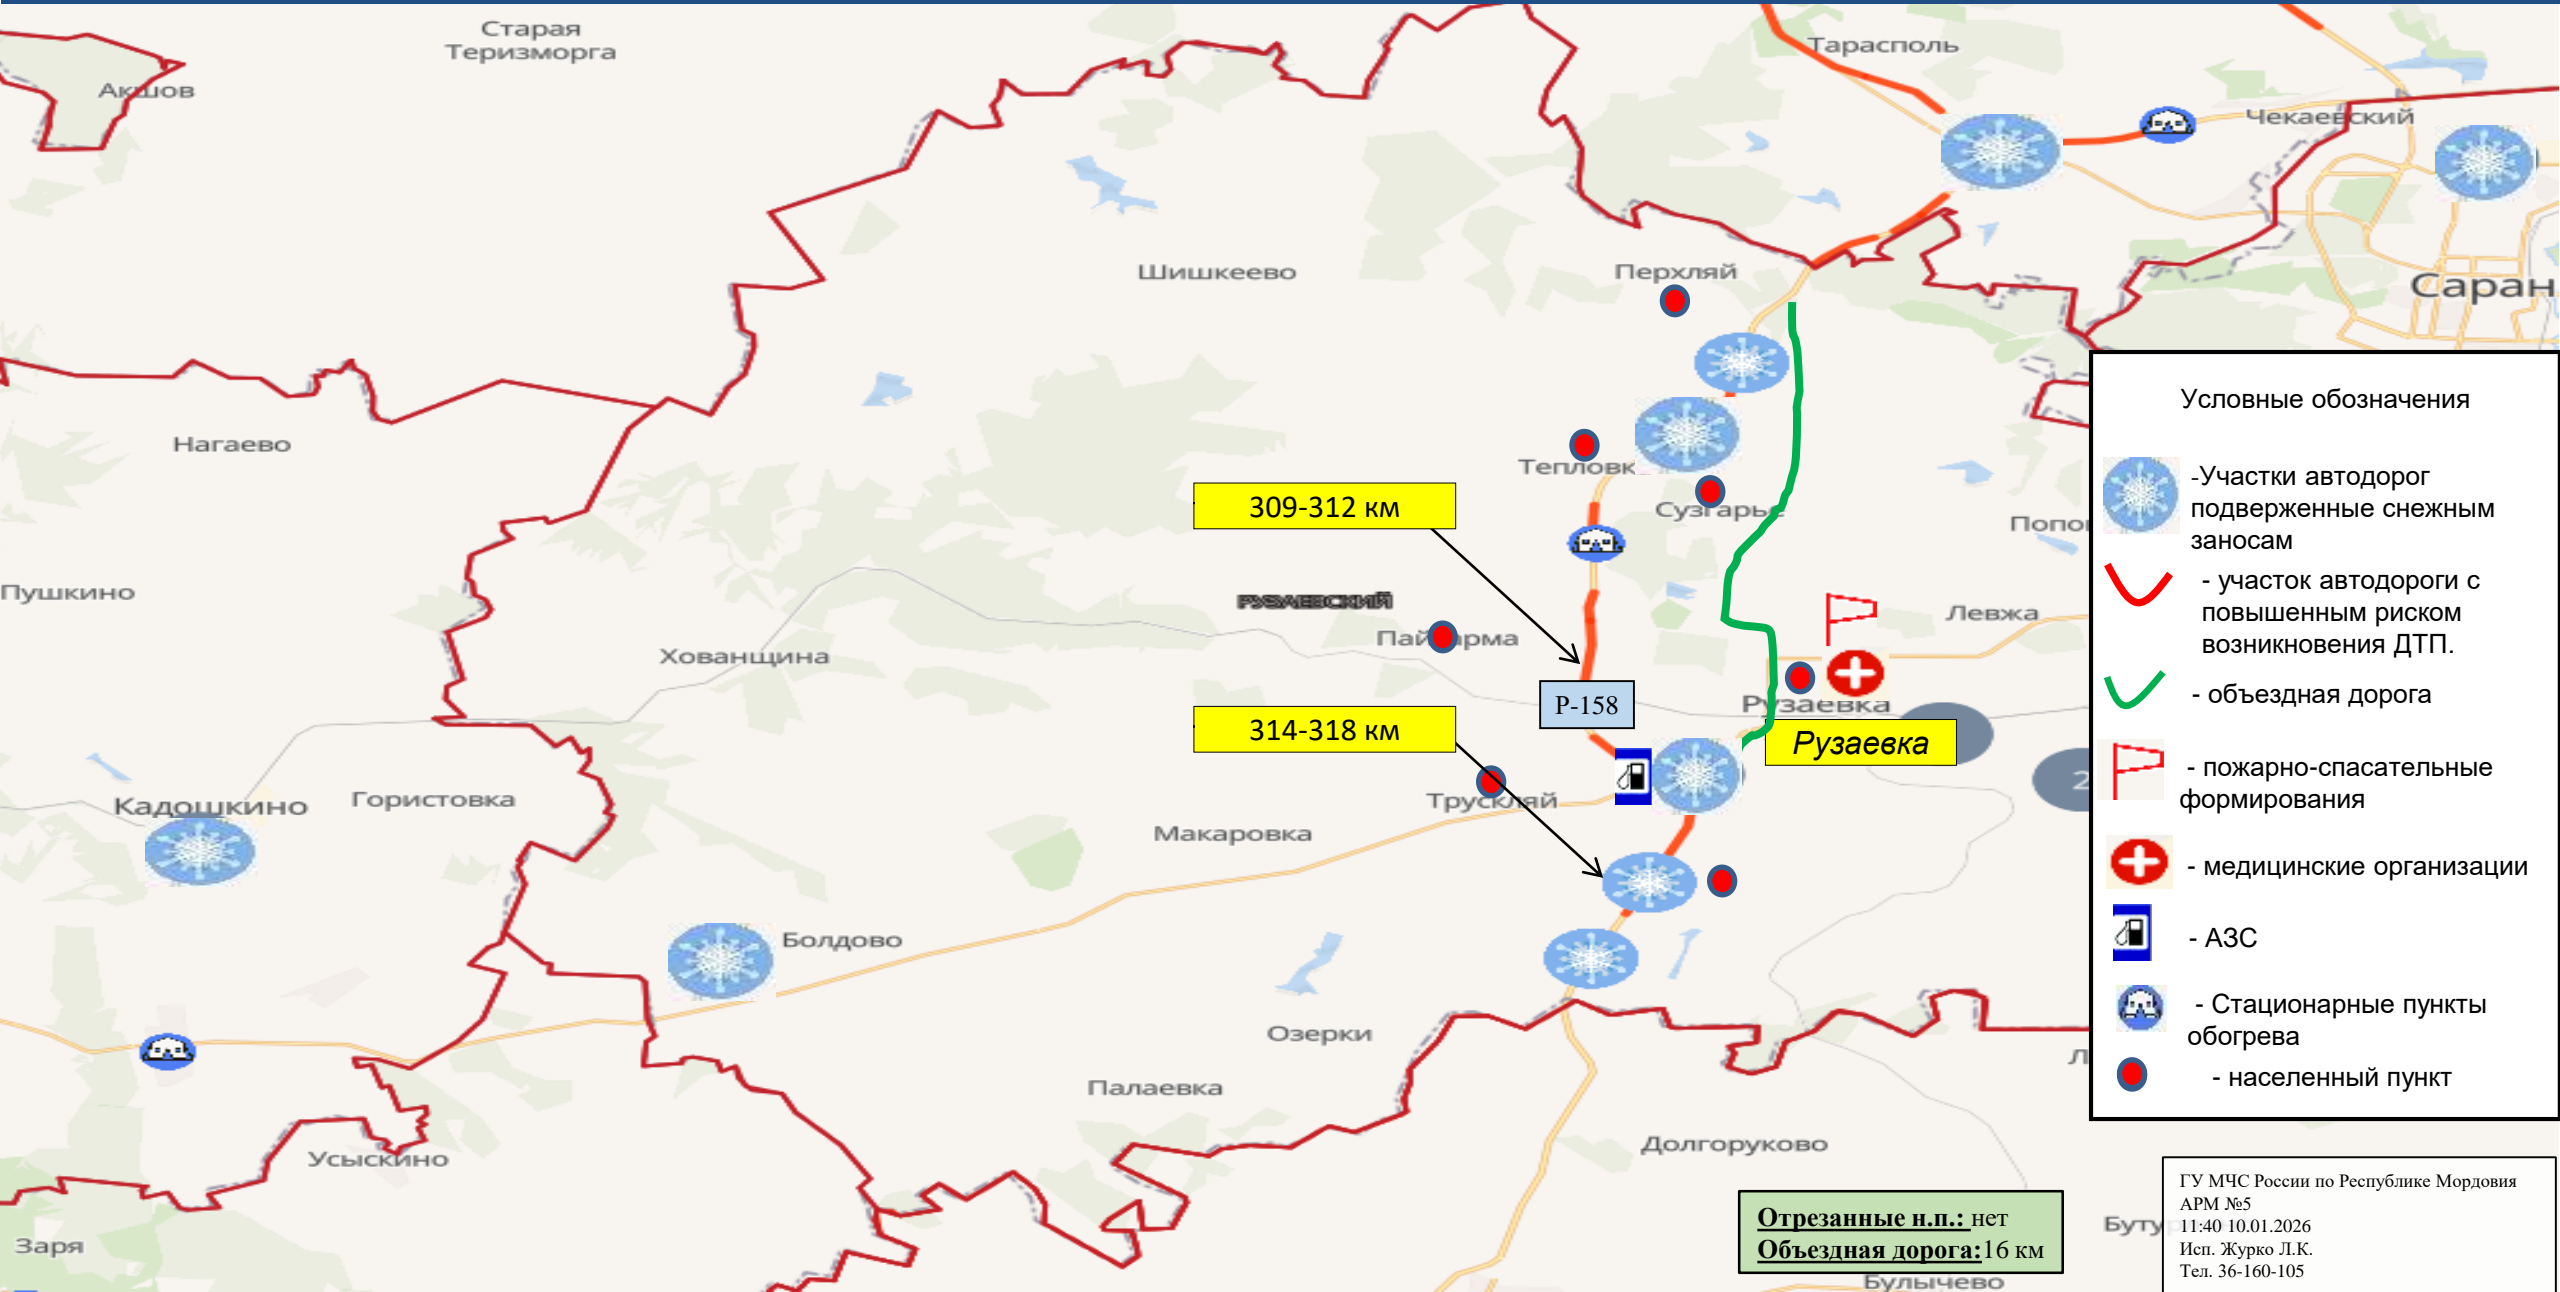 Старая
Теризморга
Акшов
Тарасполь
Чекаевский
Шишкеево
Перхляй
Саран
Нагаево
Тепловк
Сузгарье
309-312 км
Попо
Пушкино
РУЗАЕВСКИЙ
Левжа
Хованщина
Р-158
Рузаевка
314-318 км
Рузаевка
Кадошкино
Гористовка
Трускляй
Макаровка
2
Болдово
Озерки
Палаевка
Долгоруково
Усыскино
Заря
Булычево
Условные обозначения
-Участки автодорог
подверженные снежным
заносам
- участок автодороги с
повышенным риском
возникновения ДТП.
- объездная дорога
- пожарно-спасательные
формирования
- медицинские организации
- АЗС
- Стационарные пункты
обогрева
- населенный пункт
Отрезанные н.п.: нет
Объездная дорога:16 км
Буту
ГУ МЧС России по Республике Мордовия
АРМ №5
11:40 10.01.2026
Исп. Журко Л.К.
Тел. 36-160-105